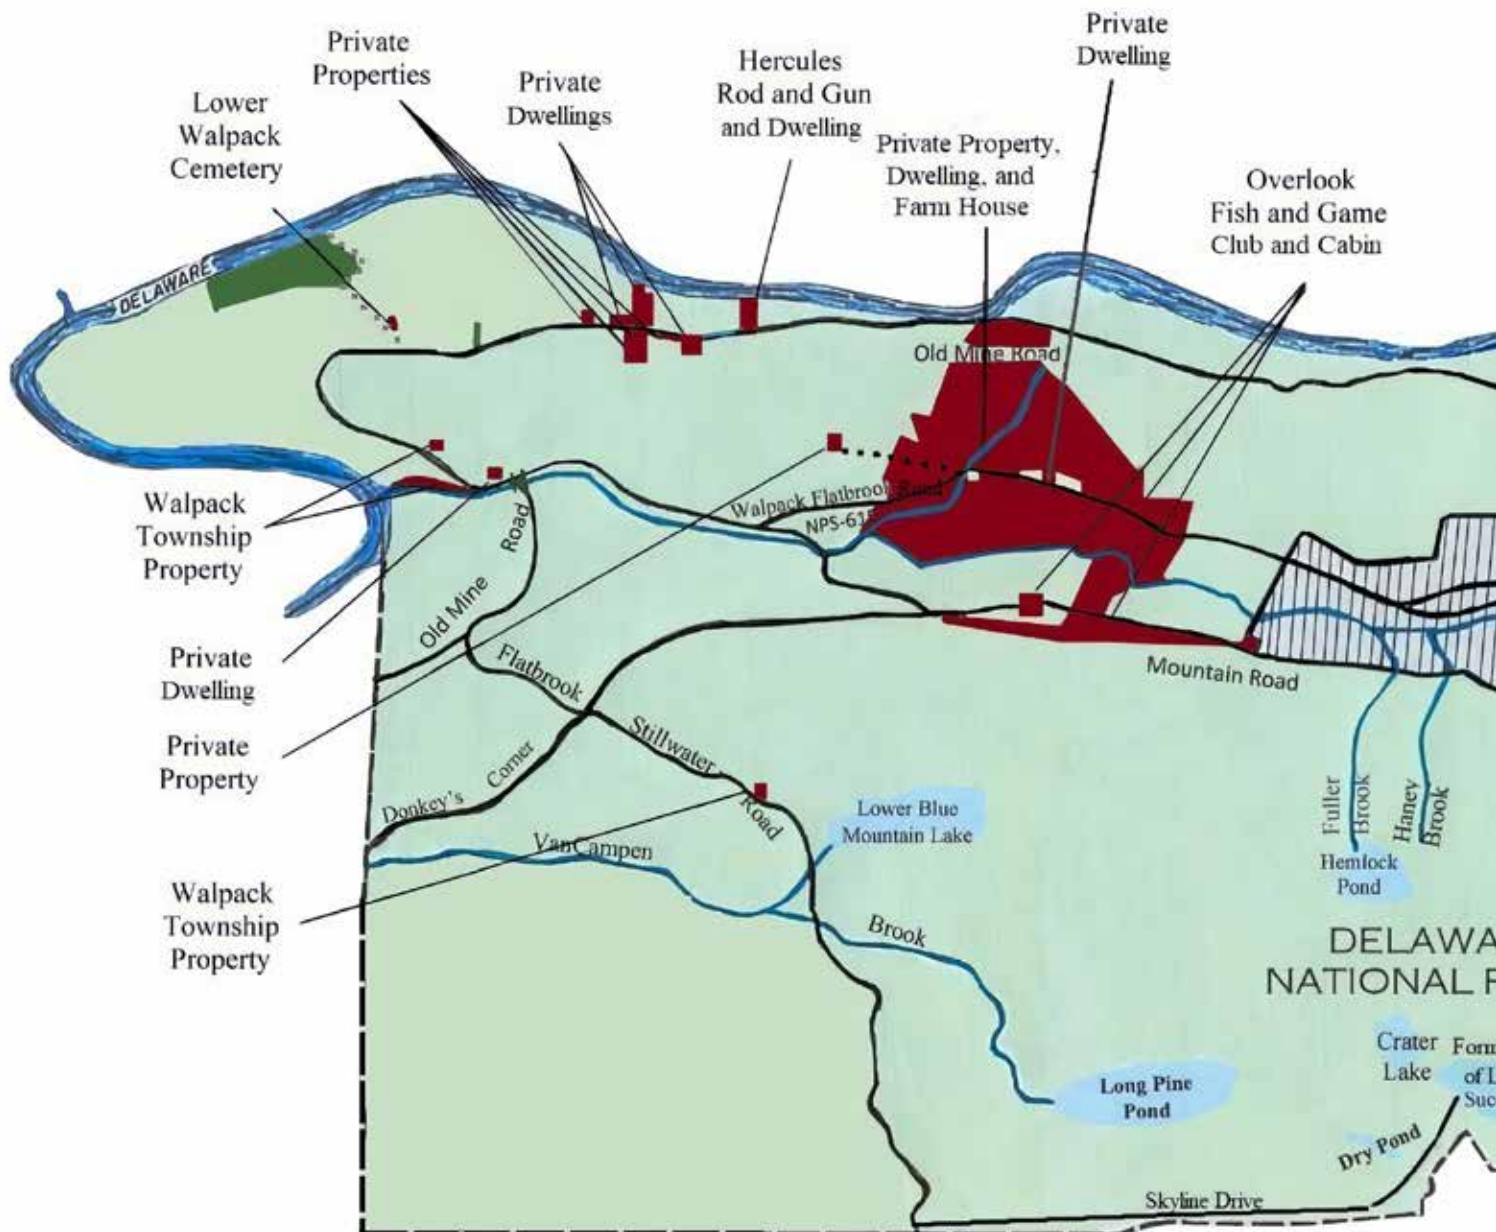 Private
Properties
Private
Dwellings
Hercules
Rod and Gun
and Dwelling
Private
Dwelling
Lower
Walpack
Cemetery
Private Property,
Dwelling, and
Farm House
Overlook
Fish and Game
Club and Cabin
DELAWARE
Old Mine Road
Walpack Flatbrook Road
NPS-615
Walpack
Township
Property
Road
Old Mine
Private
Dwelling
Flatbrook
Mountain Road
Private
Property
Stillwater
Corner
Donkey's
Road
Lower Blue
Mountain Lake
Fuller
Brook
Haney
Brook
VanCampen
Hemlock
Pond
Walpack
Township
Property
Brook
DELAWA
NATIONAL
Crater
Lake
Form
of L
Suc
Long Pine
Pond
Dry Pond
Skyline Drive